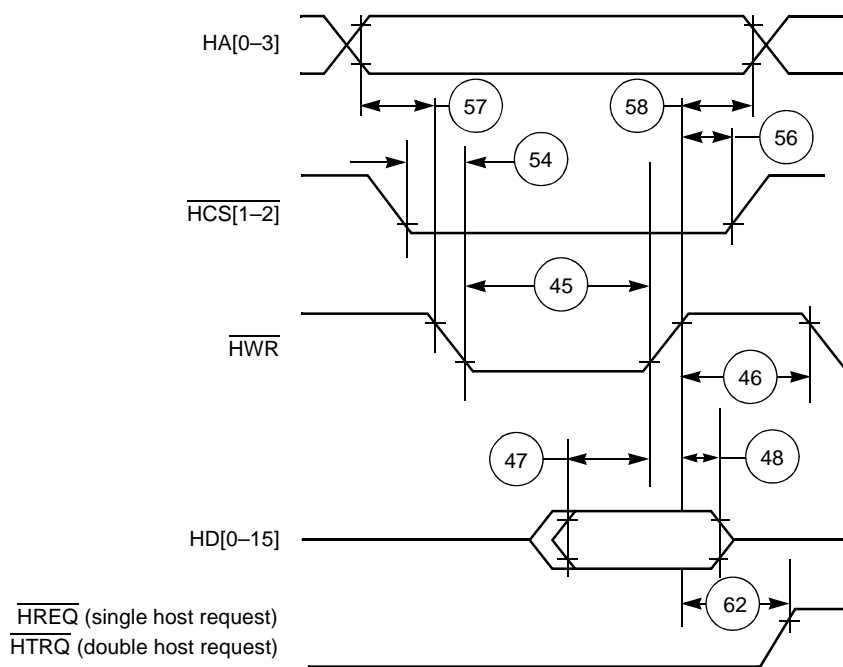 HA[0–3]
57
58
56
54
HCS[1–2]
45
HWR
46
47
48
HD[0–15]
62
HREQ (single host request)
HTRQ (double host request)